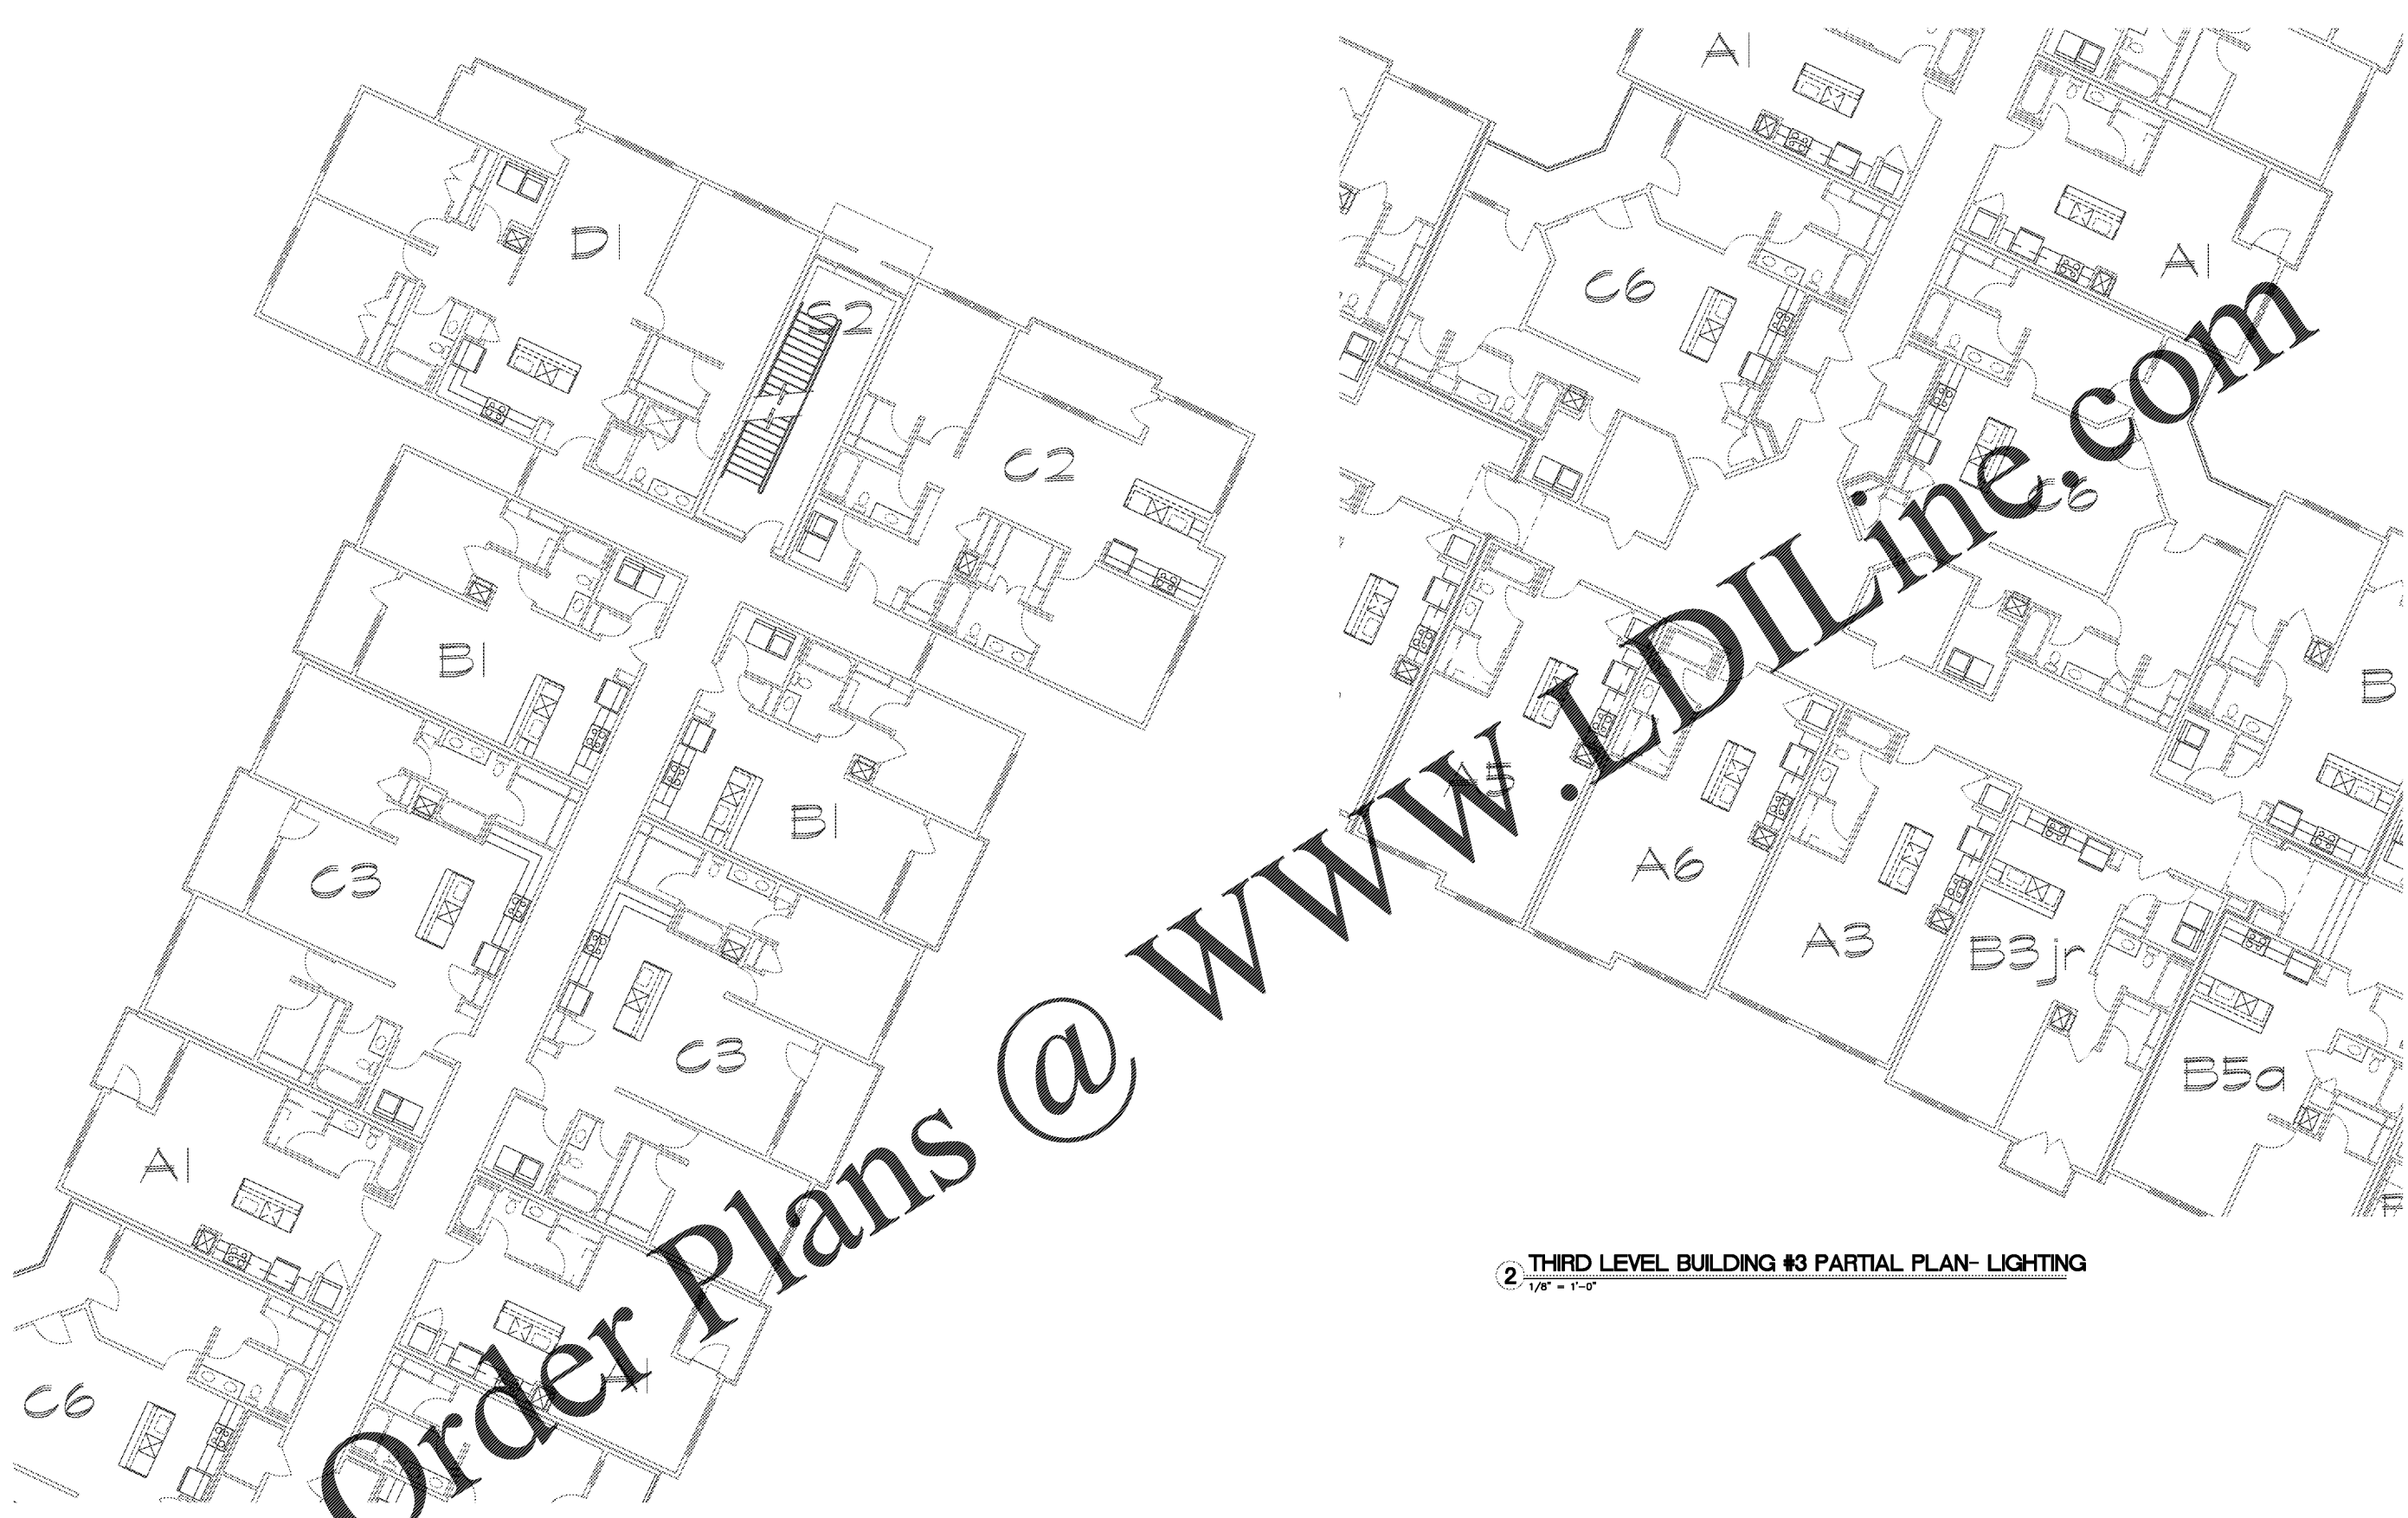 A1
D1
A1
S2
C6
C2
C6
B1
B
B1
A5
A6
C3
A3
B3jr
C3
B5a
A1
2 THIRD LEVEL BUILDING #3 PARTIAL PLAN- LIGHTING
1/8" = 1'-0"
A1
C6
Order Plans @ WWW.LDILine.com